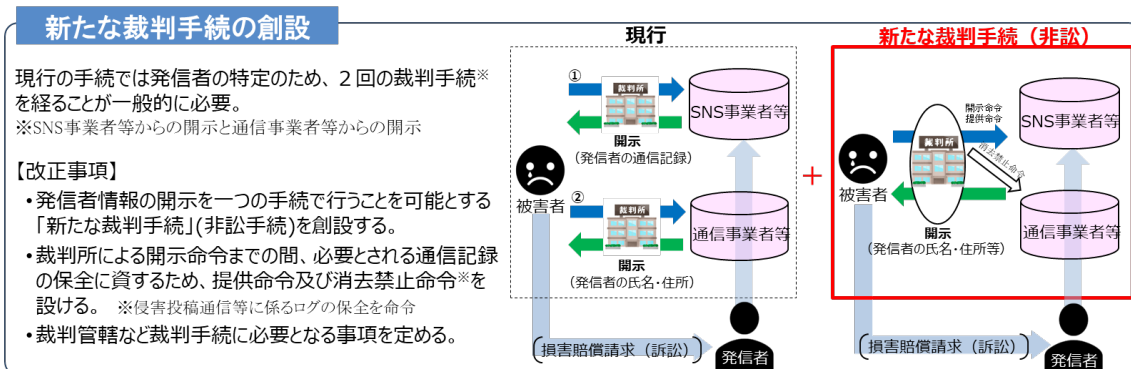 新たな裁判手続の創設
現行の手続では発信者の特定のため、２回の裁判手続※
を経ることが一般的に必要。
※SNS事業者等からの開示と通信事業者等からの開示
【改正事項】
・発信者情報の開示を一つの手続で行うことを可能とする
「新たな裁判手続」(非訟手続)を創設する。
・裁判所による開示命令までの間、必要とされる通信記録
の保全に資するため、提供命令及び消去禁止命令※を
設ける。 ※侵害投稿通信等に係るログの保全を命令
・裁判管轄など裁判手続に必要となる事項を定める。
現行
①
裁判所
SNS事業者等
開示
(発信者の通信記録)
被害者
②
裁判所
通信事業者等
開示
(発信者の氏名・住所)
損害賠償請求（訴訟）
発信者
+
新たな裁判手続（非訟）
開示命令
提供命令
SNS事業者等
裁判所
消去禁止命令
被害者
通信事業者等
開示
(発信者の氏名・住所等)
損害賠償請求（訴訟）
発信者